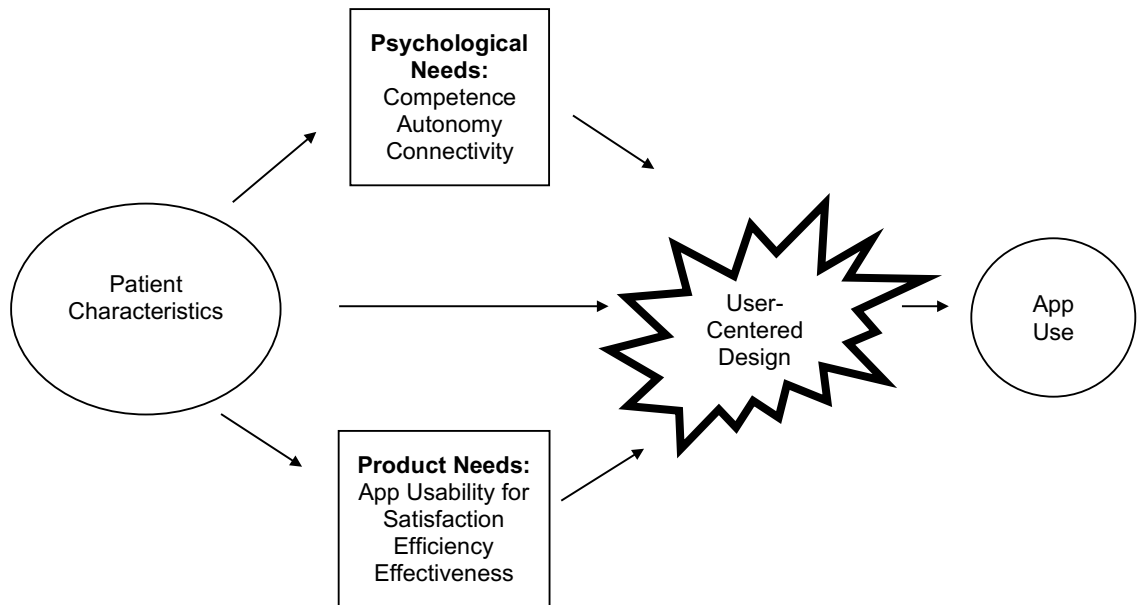 Psychological
Needs:
Competence
Autonomy
Connectivity
Patient
Characteristics
User-
Centered
Design
App
Use
Product Needs:
App Usability for
Satisfaction
Efficiency
Effectiveness